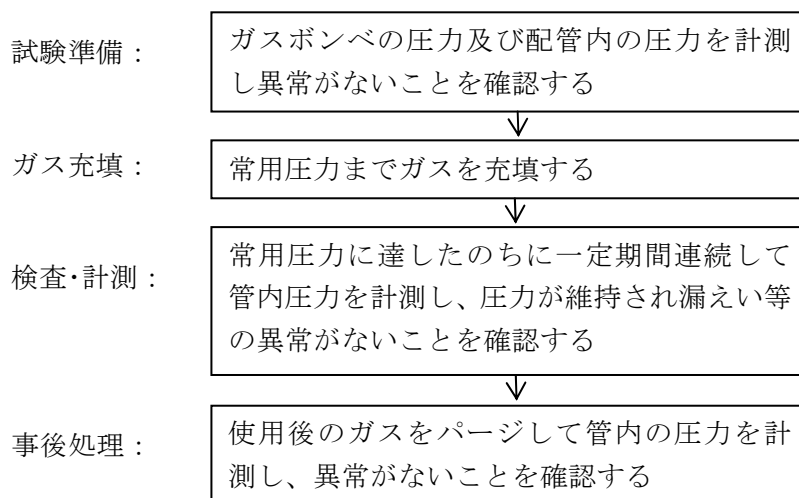 試験準備：
ガスボンベの圧力及び配管内の圧力を計測
し異常がないことを確認する
ガス充填：
常用圧力までガスを充填する
検査・計測：
常用圧力に達したのちに一定期間連続して
管内圧力を計測し、圧力が維持され漏えい等
の異常がないことを確認する
事後処理：
使用後のガスをパージして管内の圧力を計
測し、異常がないことを確認する